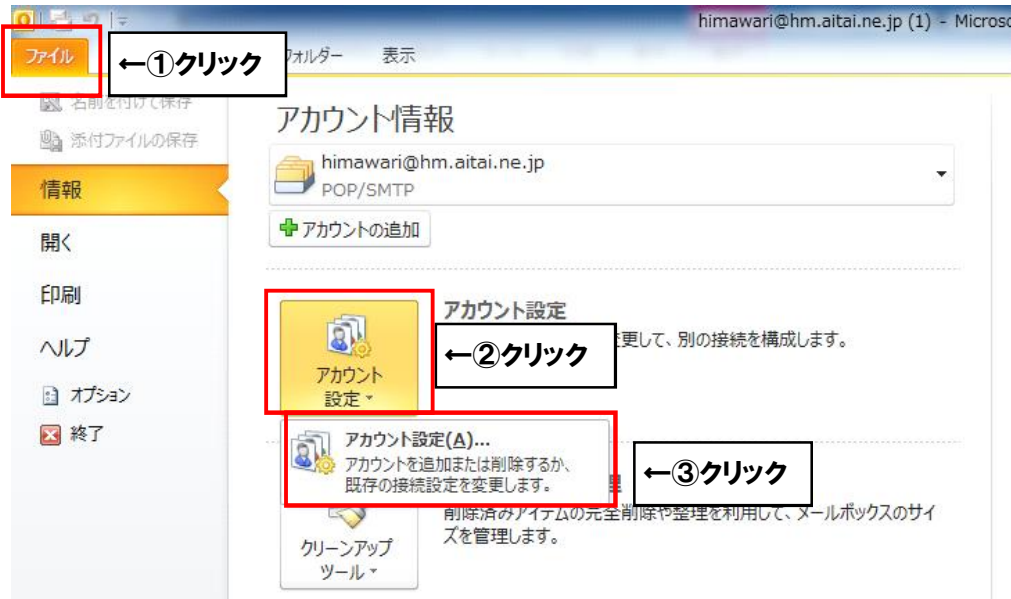 himawari@hm.aitai.ne.jp (1) - Microso
ファイル
←①クリック
フォルダー
表示
名前を付けて保存
添付ファイルの保存
情報
開く
印刷
ヘルプ
オプション
終了
アカウント情報
himawari@hm.aitai.ne.jp
POP/SMTP
アカウントの追加
アカウント設定
更して、別の接続を構成します。
←②クリック
アカウント
設定
アカウント設定(A)...
アカウントを追加または削除するか、
既存の接続設定を変更します。
←③クリック
理
削除済みアイテムの完全削除や整理を利用して、メールボックスのサイ
ズを管理します。
クリーンアップ
ツール